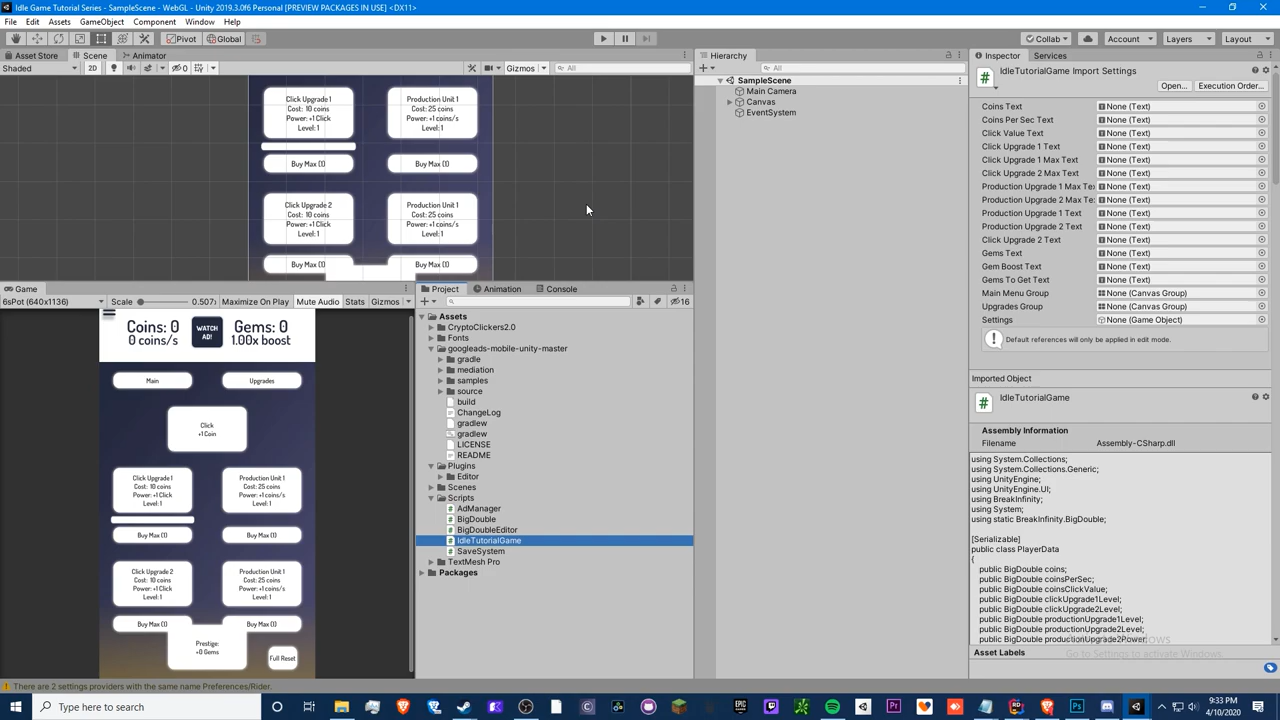 Idle Game Tutorial Series - SampleScene - WebGL - Unity 2019.3.0f6 Personal [PREVIEW PACKAGES IN USE] <DX11>
File Edit Assets GameObject Component Window Help
Pivot Global Collab Account Layers Layout
Asset Store Scene Animator
Shaded 2D 0 Gizmos All
Click Upgrade 1
Cost: 10 coins
Power: +1 Click
Level: 1
Production Unit 1
Cost: 25 coins
Power: +1 coins/s
Level: 1
Buy Max (1) Buy Max (1)
Click Upgrade 2
Cost: 10 coins
Power: +1 Click
Level: 1
Production Unit 1
Cost: 25 coins
Power: +1 coins/s
Level: 1
Buy Max (1) Buy Max (1)
Game
6sPot (640x1136) Scale 0.507 Maximize On Play Mute Audio Stats Gizmos
Coins: 0
0 coins/s
WATCH
AD!
Gems: 0
1.00x boost
Main Upgrades
Click
+1 Coin
Click Upgrade 1
Cost: 10 coins
Power: +1 Click
Level: 1
Production Unit 1
Cost: 25 coins
Power: +1 coins/s
Level: 1
Buy Max (1) Buy Max (1)
Click Upgrade 2
Cost: 10 coins
Power: +1 Click
Level: 1
Production Unit 1
Cost: 25 coins
Power: +1 coins/s
Level: 1
Buy Max (1) Buy Max (1)
Prestige:
+0 Gems
Full Reset
Project Animation Console
16
Assets
CryptoClickers2.0
Fonts
googleads-mobile-unity-master
gradle
mediation
samples
source
build
ChangeLog
gradlew
gradlew
LICENSE
README
Plugins
Editor
Scenes
Scripts
AdManager
BigDouble
BigDoubleEditor
IdleTutorialGame
SaveSystem
TextMesh Pro
Packages
Hierarchy
All
SampleScene
Main Camera
Canvas
EventSystem
Inspector Services
IdleTutorialGame Import Settings
Open... Execution Order...
Coins Text None (Text)
Coins Per Sec Text None (Text)
Click Value Text None (Text)
Click Upgrade 1 Text None (Text)
Click Upgrade 1 Max Text None (Text)
Click Upgrade 2 Max Text None (Text)
Production Upgrade 1 Max Te None (Text)
Production Upgrade 2 Max Te None (Text)
Production Upgrade 1 Text None (Text)
Production Upgrade 2 Text None (Text)
Click Upgrade 2 Text None (Text)
Gems Text None (Text)
Gem Boost Text None (Text)
Gems To Get Text None (Text)
Main Menu Group None (Canvas Group)
Upgrades Group None (Canvas Group)
Settings None (Game Object)
Default references will only be applied in edit mode.
Imported Object
IdleTutorialGame
Assembly Information
Filename Assembly-CSharp.dll
using System.Collections;
using System.Collections.Generic;
using UnityEngine;
using UnityEngine.UI;
using BreakInfinity;
using System;
using static BreakInfinity.BigDouble;
[Serializable]
public class PlayerData
{
public BigDouble coins;
public BigDouble coinsPerSec;
public BigDouble coinsClickValue;
public BigDouble clickUpgrade1Level;
public BigDouble clickUpgrade2Level;
public BigDouble productionUpgrade1Level;
public BigDouble productionUpgrade2Level;
public BigDouble productionUpgrade2Power;
Go to Settings to activate Windows.
Asset Labels
There are 2 settings providers with the same name Preferences/Rider.
Type here to search
9:33 PM
4/10/2020